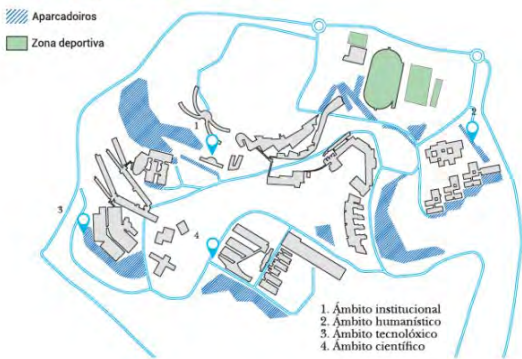 Aparcadoiros
Zona deportiva
1
2
3
4
1. Ámbito institucional
2. Ámbito humanístico
3. Ámbito tecnolóxico
4. Ámbito científico